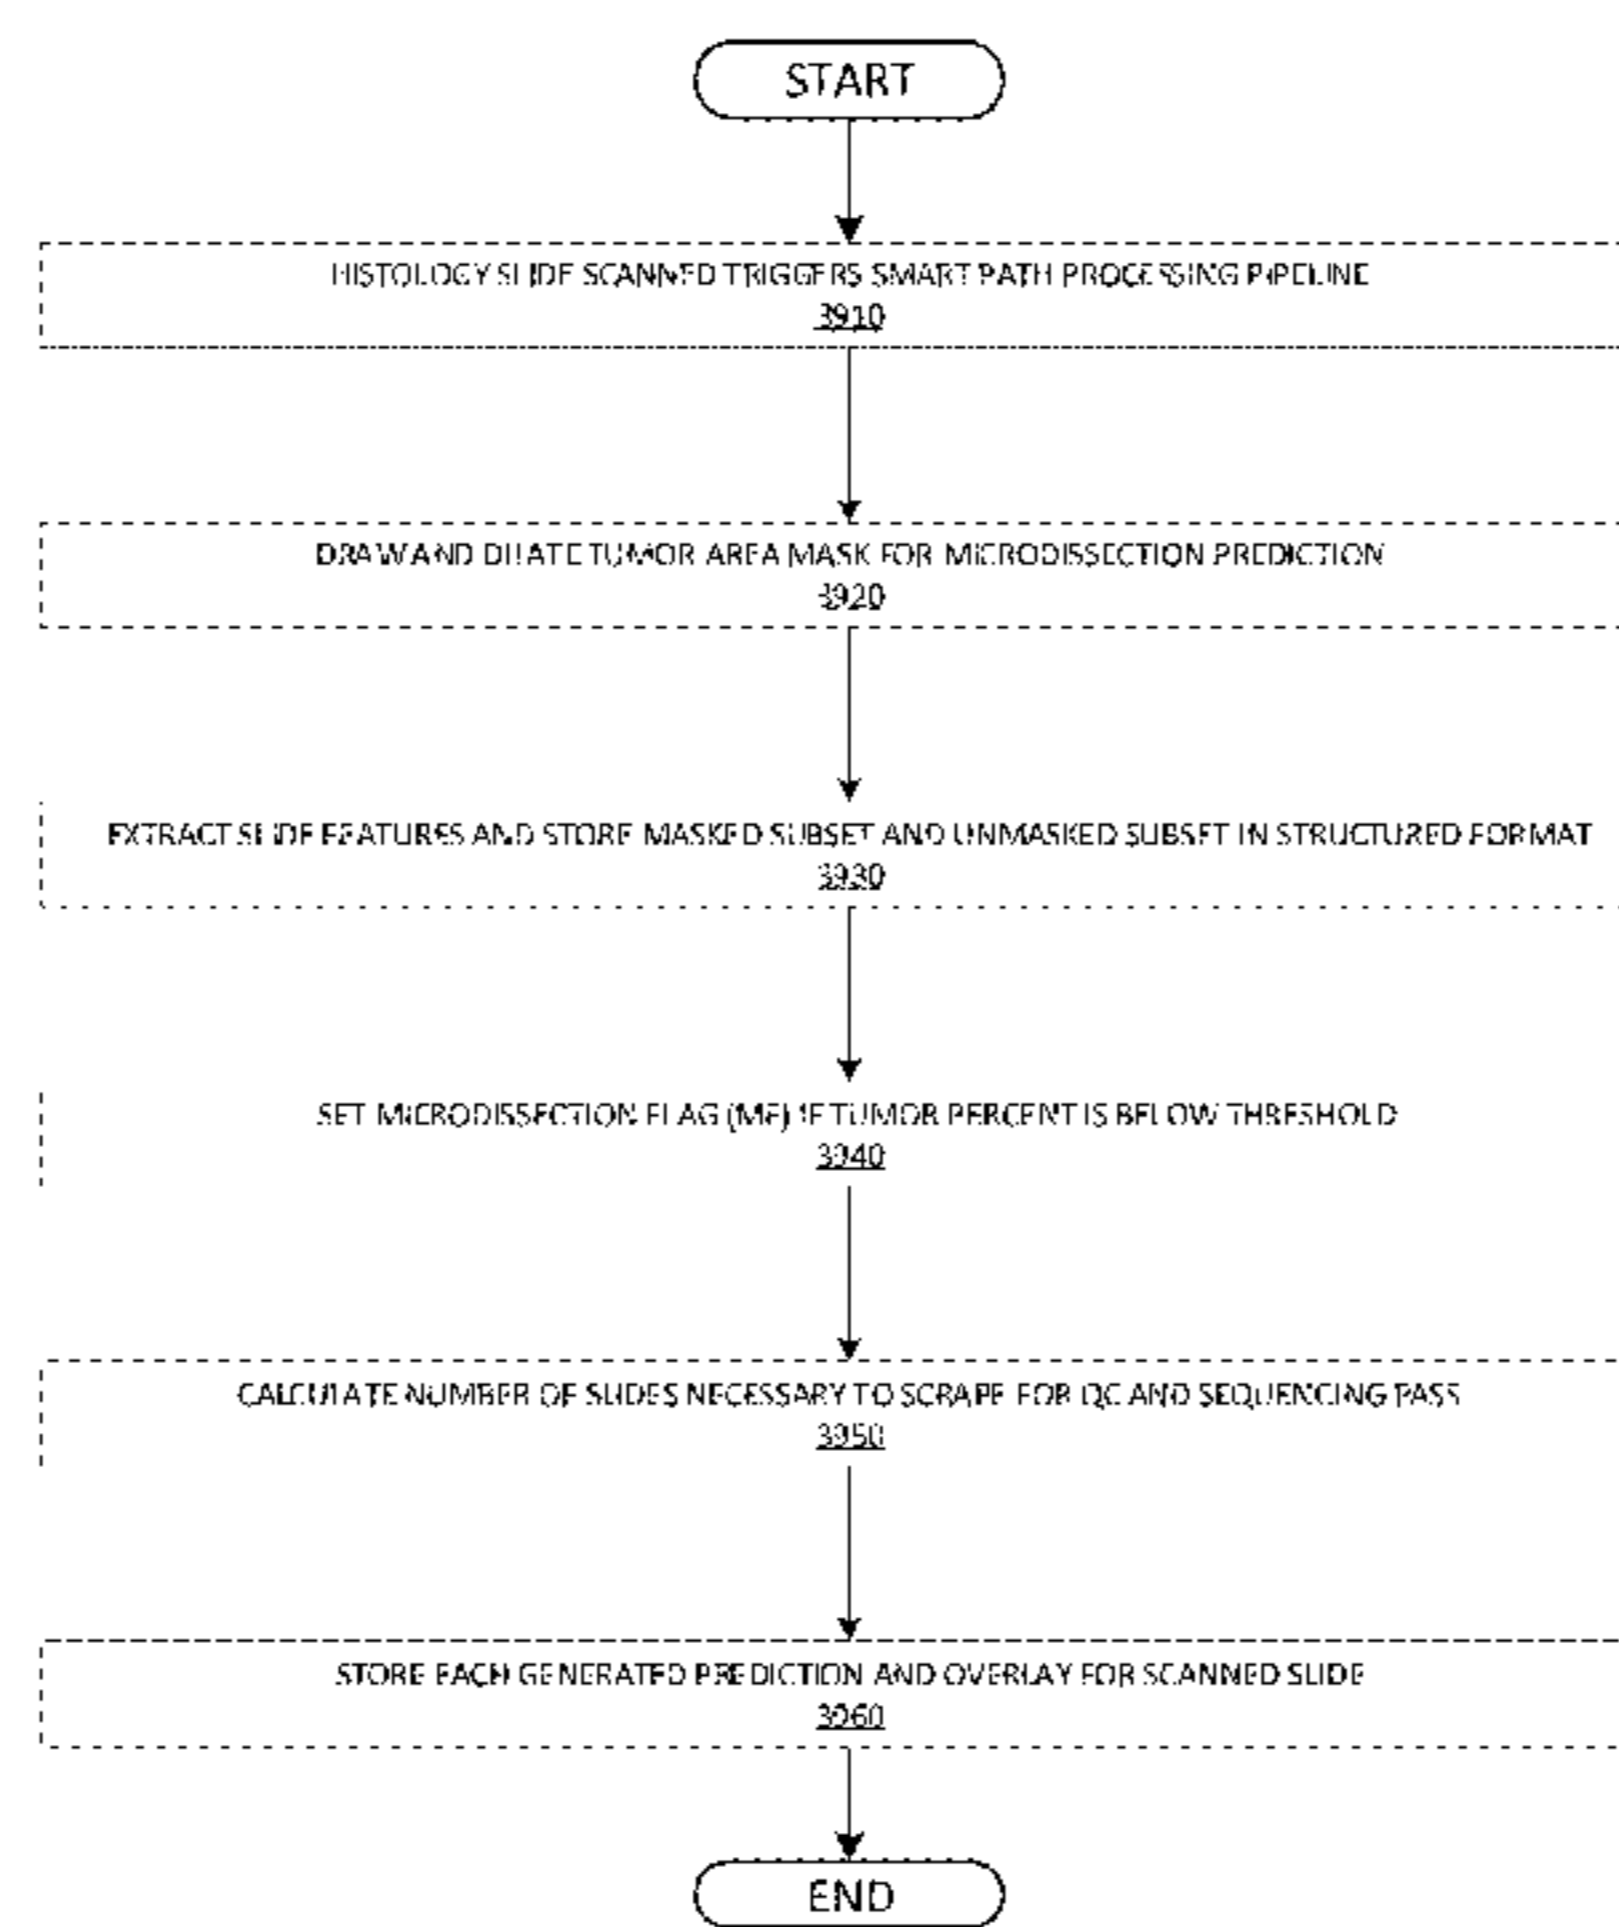 START
HISTOLOGY SLIDE SCANNED TRIGGERS SMART PATH PROCESSING PIPELINE
3910
DRAW AND DILATE TUMOR AREA MASK FOR MICRODISSECTION PREDICTION
3920
EXTRACT SLIDE FEATURES AND STORE MASKED SUBSET AND UNMASKED SUBSET IN STRUCTURED FORMAT
3930
SET MICRODISSECTION FLAG (MF) IF TUMOR PERCENT IS BELOW THRESHOLD
3940
CALCULATE NUMBER OF SLIDES NECESSARY TO SCRAPE FOR QC AND SEQUENCING PASS
3950
STORE EACH GENERATED PREDICTION AND OVERLAY FOR SCANNED SLIDE
3960
END